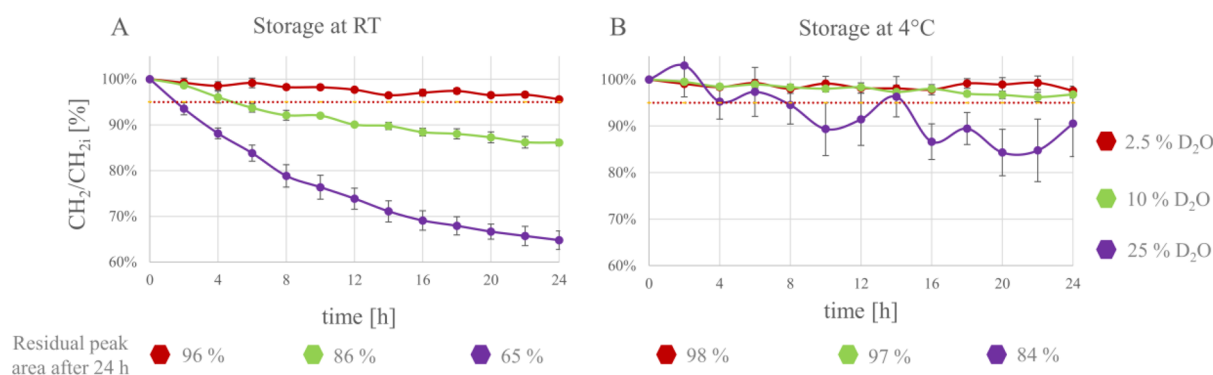 A Storage at RT
B Storage at 4°C
CH₂/CH₂ᵢ [%]
100%
90%
80%
70%
60%
0 4 8 12 16 20 24
time [h]
100%
90%
80%
70%
60%
0 4 8 12 16 20 24
time [h]
2.5 % D₂O
10 % D₂O
25 % D₂O
Residual peak
area after 24 h
96 % 86 % 65 %
98 % 97 % 84 %